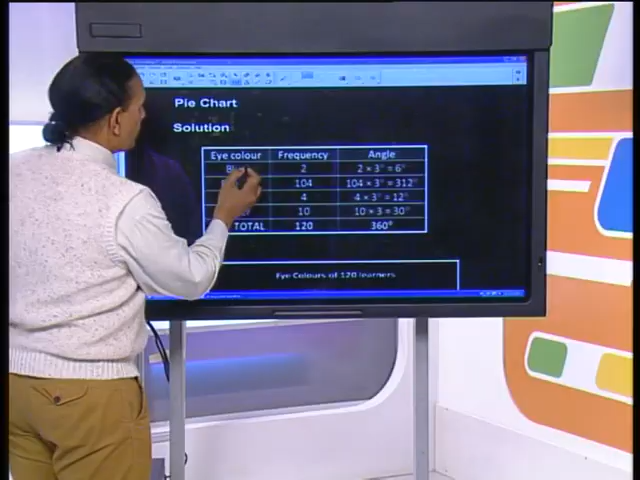 Pie Chart
Solution
Eye colour Frequency Angle
2 2 × 3° = 6°
104 104 × 3° = 312°
4 4 × 3° = 12°
10 10 × 3 = 30°
TOTAL 120 360°
Eye Colours of 120 learners